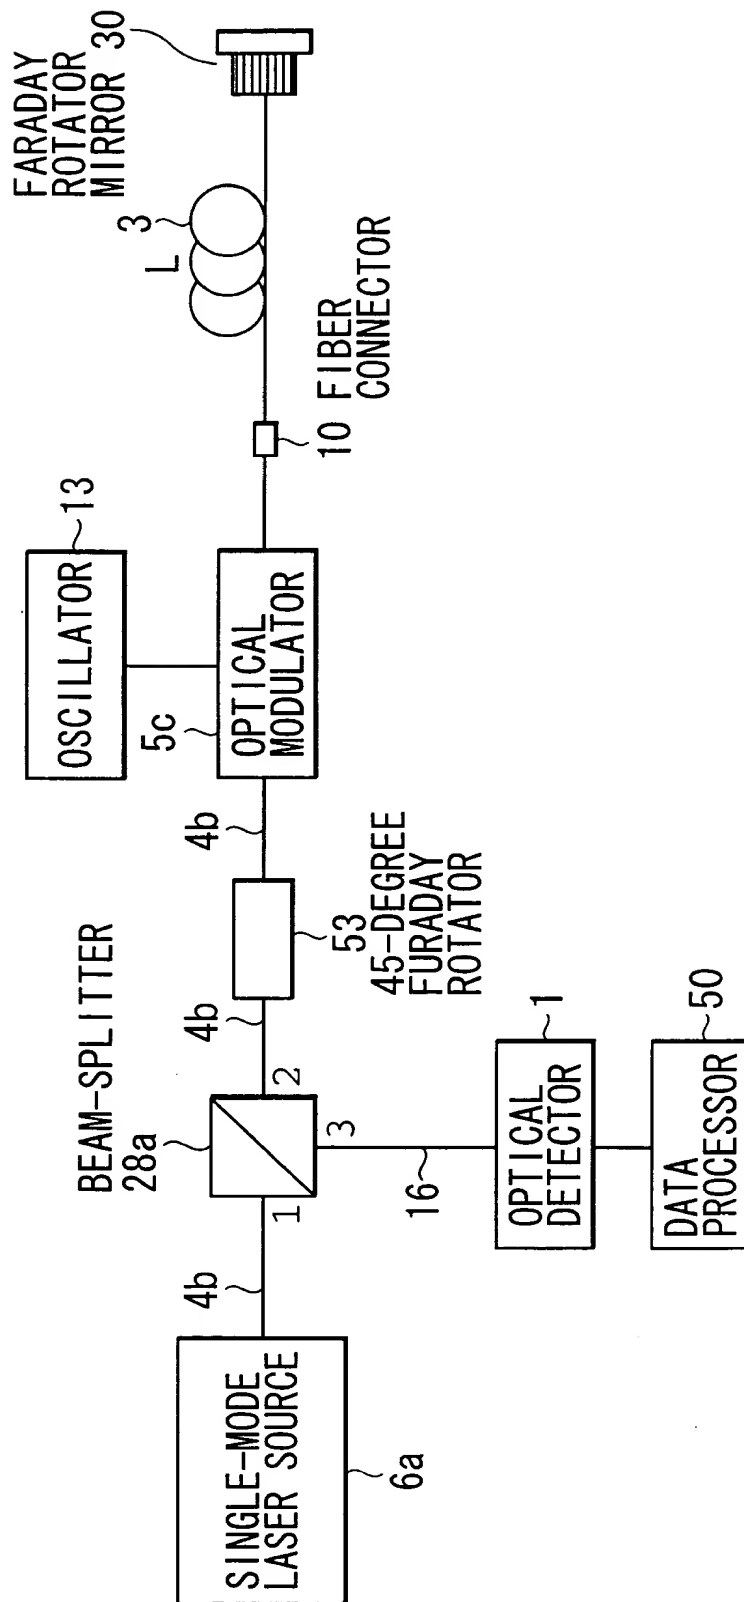 SINGLE-MODE
LASER SOURCE
6a
4b
BEAM-SPLITTER
28a
1
2
3
16
OPTICAL
DETECTOR
1
DATA
PROCESSOR
50
4b
53
45-DEGREE
FURADAY
ROTATOR
4b
OSCILLATOR
13
5c
OPTICAL
MODULATOR
10 FIBER
CONNECTOR
L
3
FARADAY
ROTATOR
MIRROR 30